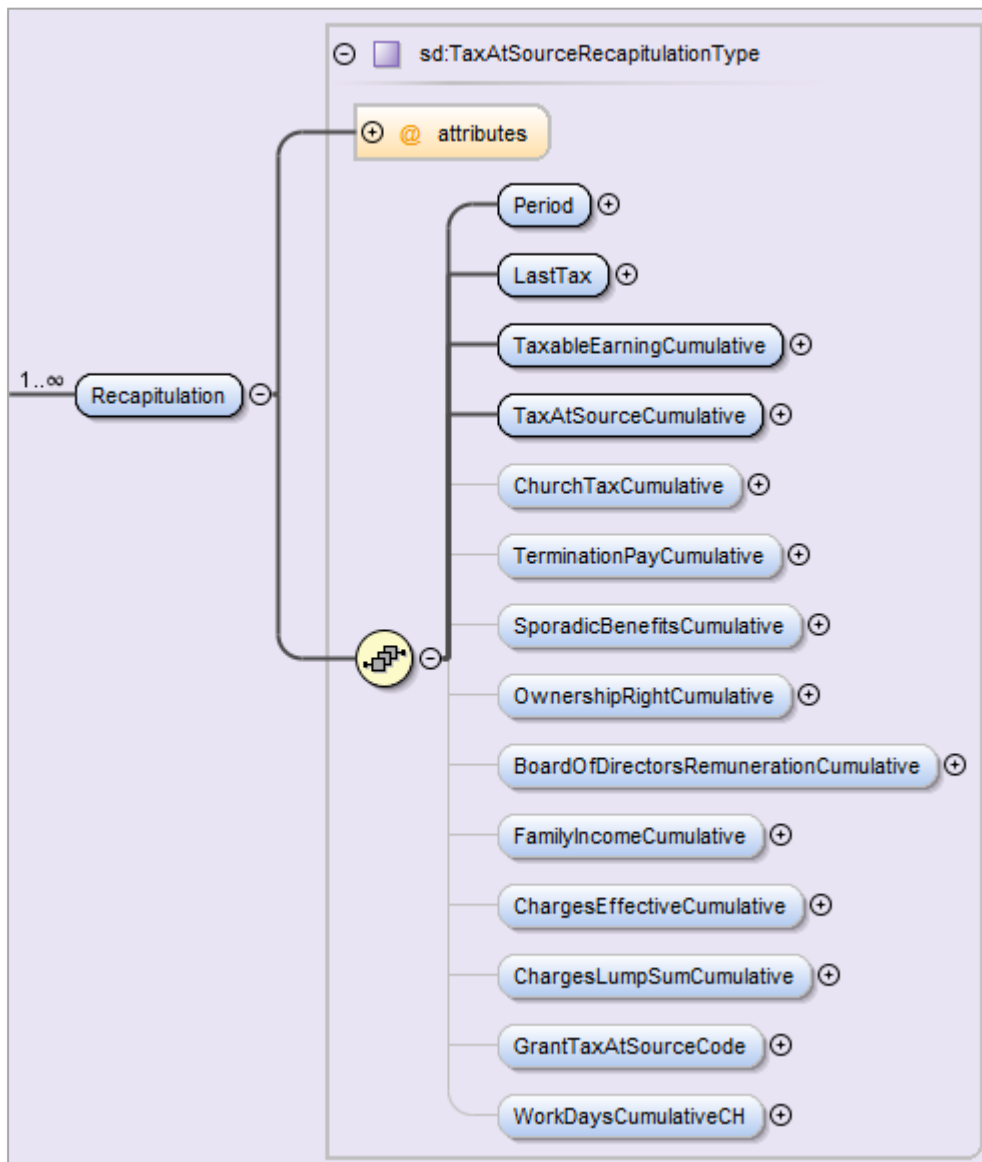 sd:TaxAtSourceRecapitulationType
@ attributes
Period
LastTax
TaxableEarningCumulative
1..∞
Recapitulation
TaxAtSourceCumulative
ChurchTaxCumulative
TerminationPayCumulative
SporadicBenefitsCumulative
OwnershipRightCumulative
BoardOfDirectorsRemunerationCumulative
FamilyIncomeCumulative
ChargesEffectiveCumulative
ChargesLumpSumCumulative
GrantTaxAtSourceCode
WorkDaysCumulativeCH